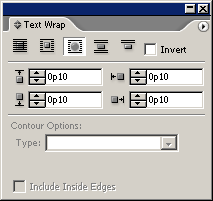 Text Wrap
Invert
0p10 0p10
0p10 0p10
Contour Options:
Type:
Include Inside Edges